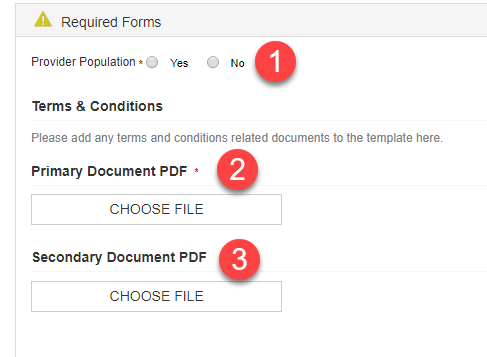 Required Forms
Provider Population * Yes No 1
Terms & Conditions
Please add any terms and conditions related documents to the template here.
Primary Document PDF * 2
CHOOSE FILE
Secondary Document PDF 3
CHOOSE FILE